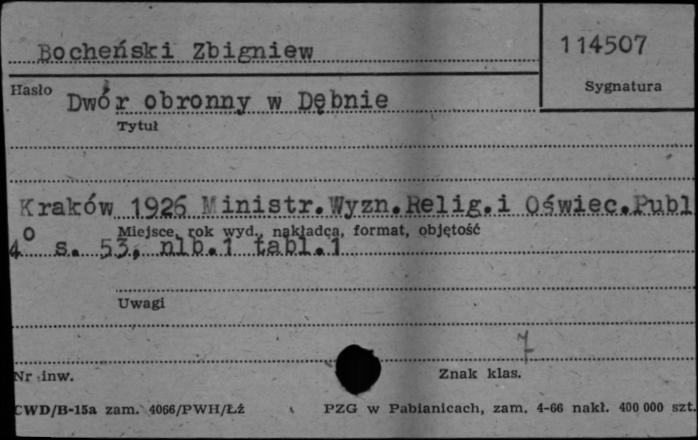 Bocheński Zbigniew
114507
Sygnatura
Hasło
Dwór obronny w Dębnie
Tytuł
Kraków 1926 Ministr.Wyzn.Relig.i Oświec.Publ
Miejsce, rok wyd., nakładca, format, objętość
4° s. 53, nlb.1 tabl.1
Uwagi
7
Nr inw.
Znak klas.
CWD/B-15a zam. 4066/PWH/Łź
PZG w Pabianicach, zam. 4-66 nakł. 400 000 szt.